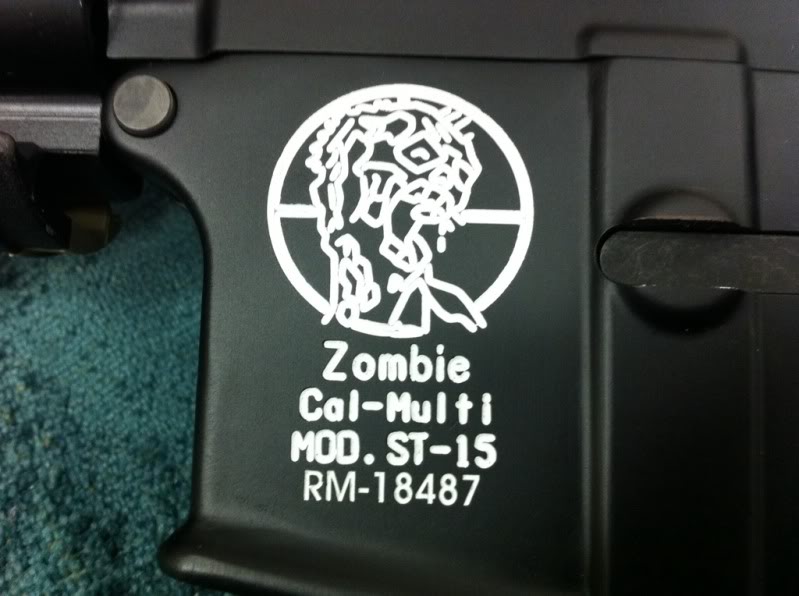 Zombie
Cal-Multi
MOD. ST-15
RM-18487